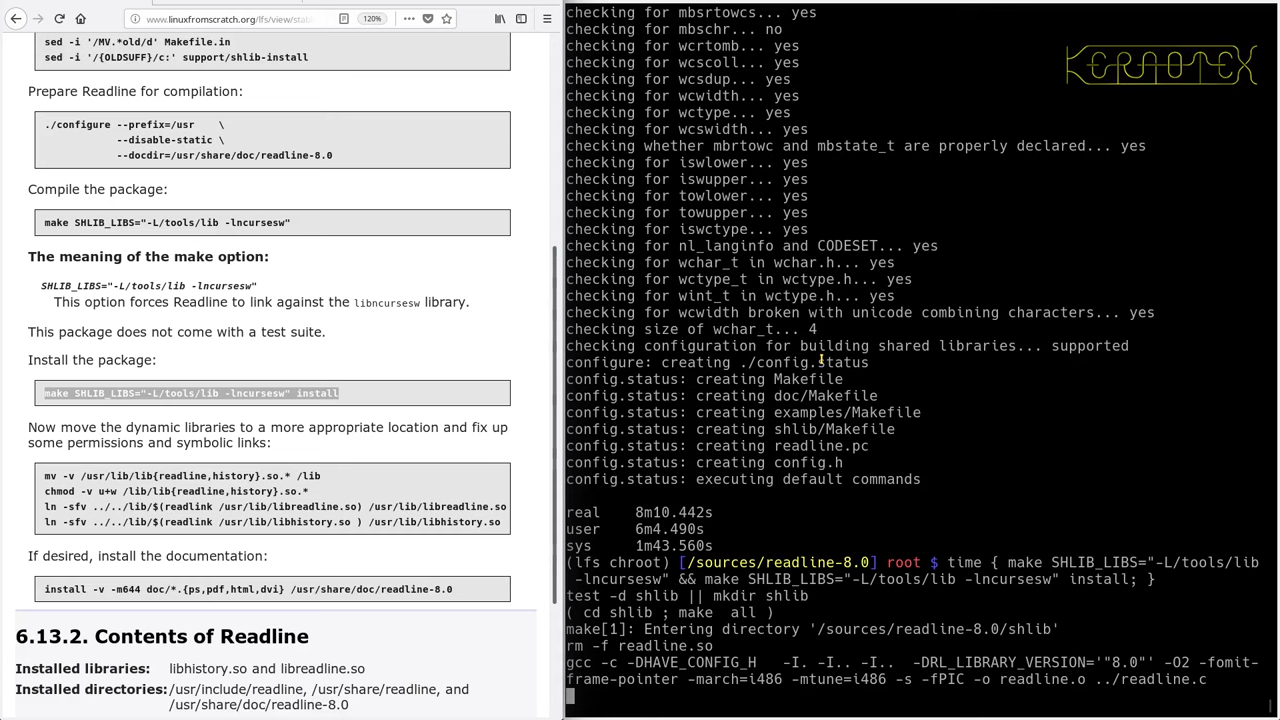 www.linuxfromscratch.org/lfs/view/stab
120%
sed -i '/MV.*old/d' Makefile.in
sed -i '/{OLDSUFF}/c:' support/shlib-install
Prepare Readline for compilation:
./configure --prefix=/usr    \
--disable-static \
--docdir=/usr/share/doc/readline-8.0
Compile the package:
make SHLIB_LIBS="-L/tools/lib -lncursesw"
The meaning of the make option:
SHLIB_LIBS="-L/tools/lib -lncursesw"
This option forces Readline to link against the libncursesw library.
This package does not come with a test suite.
Install the package:
make SHLIB_LIBS="-L/tools/lib -lncursesw" install
Now move the dynamic libraries to a more appropriate location and fix up
some permissions and symbolic links:
mv -v /usr/lib/lib{readline,history}.so.* /lib
chmod -v u+w /lib/lib{readline,history}.so.*
ln -sfv ../../lib/$(readlink /usr/lib/libreadline.so) /usr/lib/libreadline.so
ln -sfv ../../lib/$(readlink /usr/lib/libhistory.so ) /usr/lib/libhistory.so
If desired, install the documentation:
install -v -m644 doc/*.{ps,pdf,html,dvi} /usr/share/doc/readline-8.0
6.13.2. Contents of Readline
Installed libraries: libhistory.so and libreadline.so
Installed directories: /usr/include/readline, /usr/share/readline, and
/usr/share/doc/readline-8.0
checking for mbsrtowcs... yes
checking for mbschr... no
checking for wcrtomb... yes
checking for wcscoll... yes
checking for wcsdup... yes
checking for wcwidth... yes
checking for wctype... yes
checking for wcswidth... yes
checking whether mbrtowc and mbstate_t are properly declared... yes
checking for iswlower... yes
checking for iswupper... yes
checking for towlower... yes
checking for towupper... yes
checking for iswctype... yes
checking for nl_langinfo and CODESET... yes
checking for wchar_t in wchar.h... yes
checking for wctype_t in wctype.h... yes
checking for wint_t in wctype.h... yes
checking for wcwidth broken with unicode combining characters... yes
checking size of wchar_t... 4
checking configuration for building shared libraries... supported
configure: creating ./config.status
config.status: creating Makefile
config.status: creating doc/Makefile
config.status: creating examples/Makefile
config.status: creating shlib/Makefile
config.status: creating readline.pc
config.status: creating config.h
config.status: executing default commands
real    8m10.442s
user    6m4.490s
sys     1m43.560s
(lfs chroot) [/sources/readline-8.0] root $ time { make SHLIB_LIBS="-L/tools/lib
-lncursesw" && make SHLIB_LIBS="-L/tools/lib -lncursesw" install; }
test -d shlib || mkdir shlib
( cd shlib ; make  all )
make[1]: Entering directory '/sources/readline-8.0/shlib'
rm -f readline.so
gcc -c -DHAVE_CONFIG_H   -I. -I.. -I..  -DRL_LIBRARY_VERSION='"8.0"' -O2 -fomit-
frame-pointer -march=i486 -mtune=i486 -s -fPIC -o readline.o ../readline.c
KERAOTEX